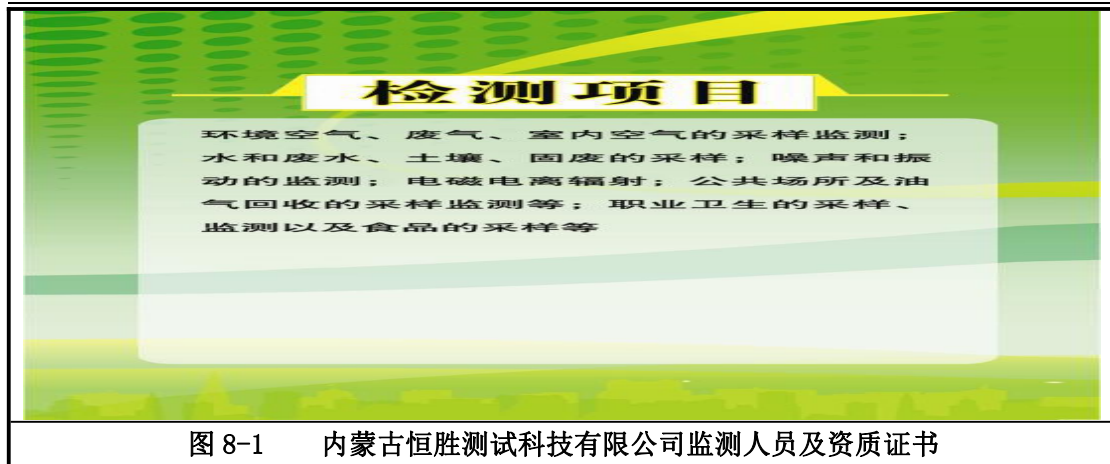 检测项目
环境空气、废气、室内空气的采样监测；
水和废水、土壤、固废的采样；噪声和振
动的监测；电磁电离辐射；公共场所及油
气回收的采样监测等；职业卫生的采样、
监测以及食品的采样等
图 8-1 内蒙古恒胜测试科技有限公司监测人员及资质证书